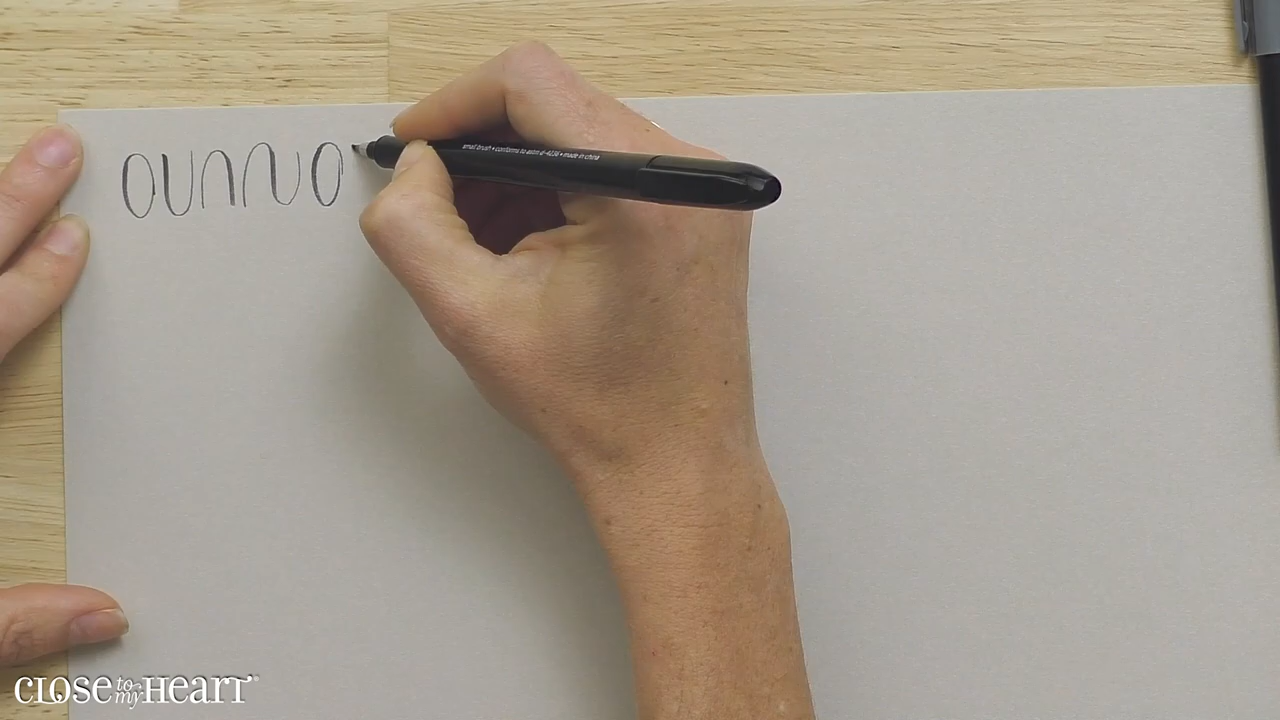 small brush • conforms to astm d-4236 • made in china
CLOSE to my HEART®